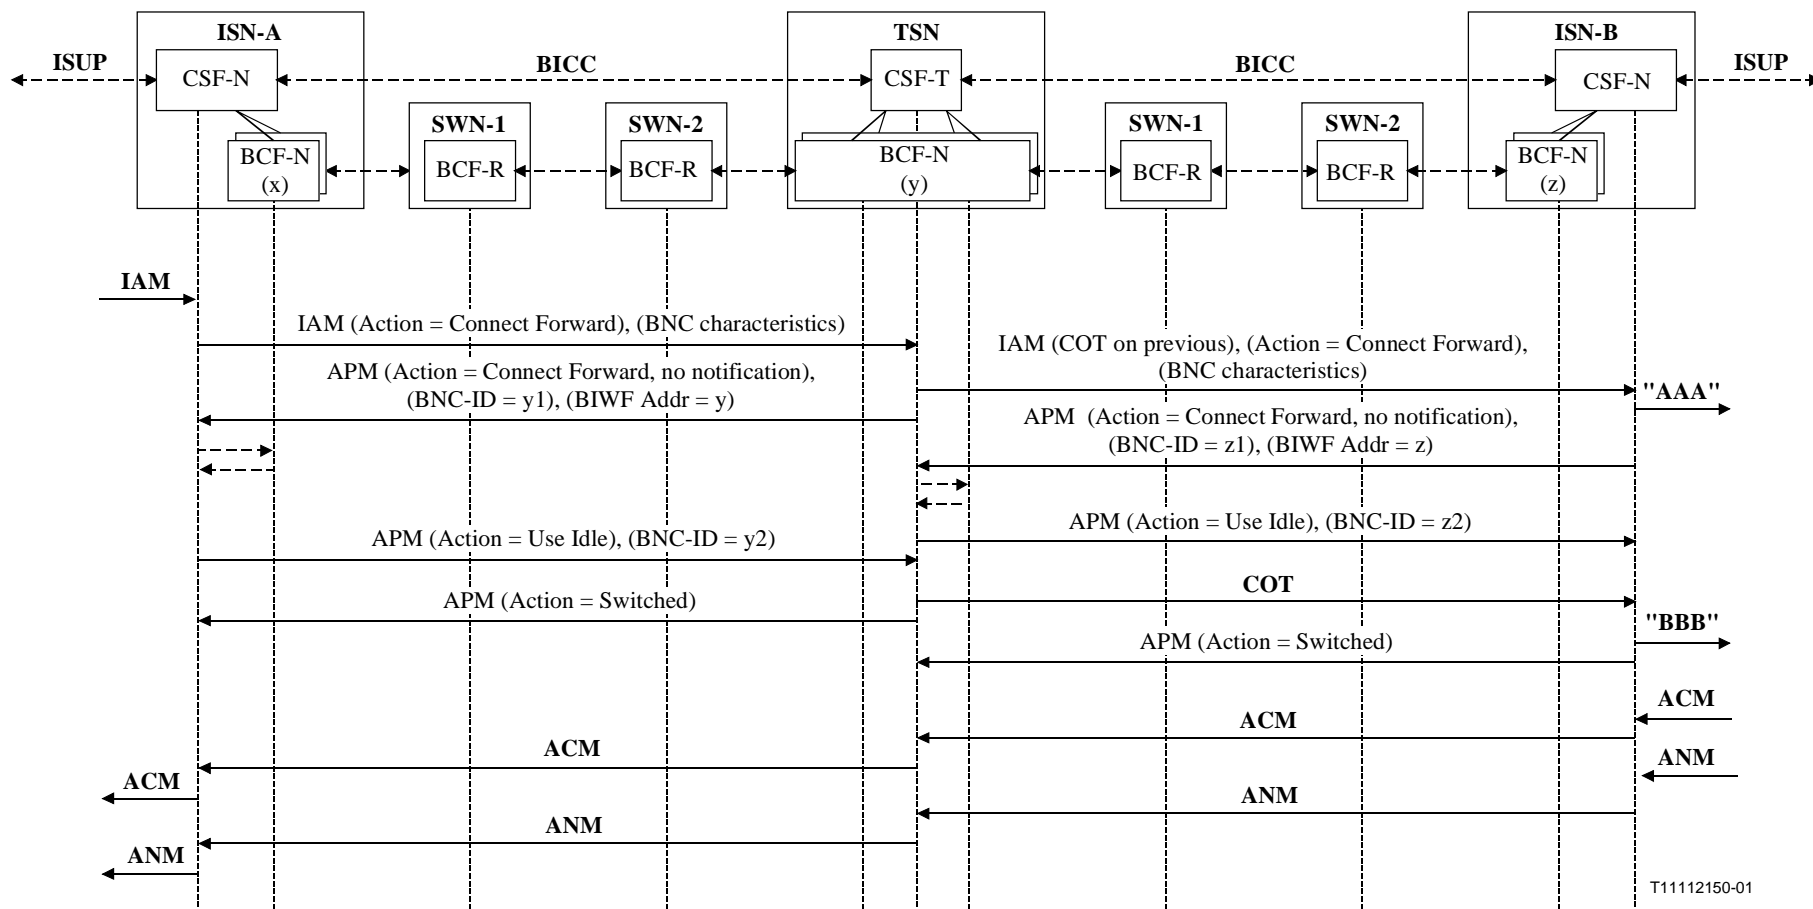 ISN-A
TSN
ISN-B
ISUP
CSF-N
BICC
CSF-T
BICC
CSF-N
ISUP
SWN-1
SWN-2
SWN-1
SWN-2
BCF-N
(x)
BCF-R
BCF-R
BCF-N
(y)
BCF-R
BCF-R
BCF-N
(z)
IAM
IAM (Action = Connect Forward), (BNC characteristics)
IAM (COT on previous), (Action = Connect Forward),
(BNC characteristics)
APM (Action = Connect Forward, no notification),
(BNC-ID = y1), (BIWF Addr = y)
"AAA"
APM (Action = Connect Forward, no notification),
(BNC-ID = z1), (BIWF Addr = z)
APM (Action = Use Idle), (BNC-ID = z2)
APM (Action = Use Idle), (BNC-ID = y2)
COT
APM (Action = Switched)
"BBB"
APM (Action = Switched)
ACM
ACM
ACM
ANM
ACM
ANM
ANM
ANM
T11112150-01